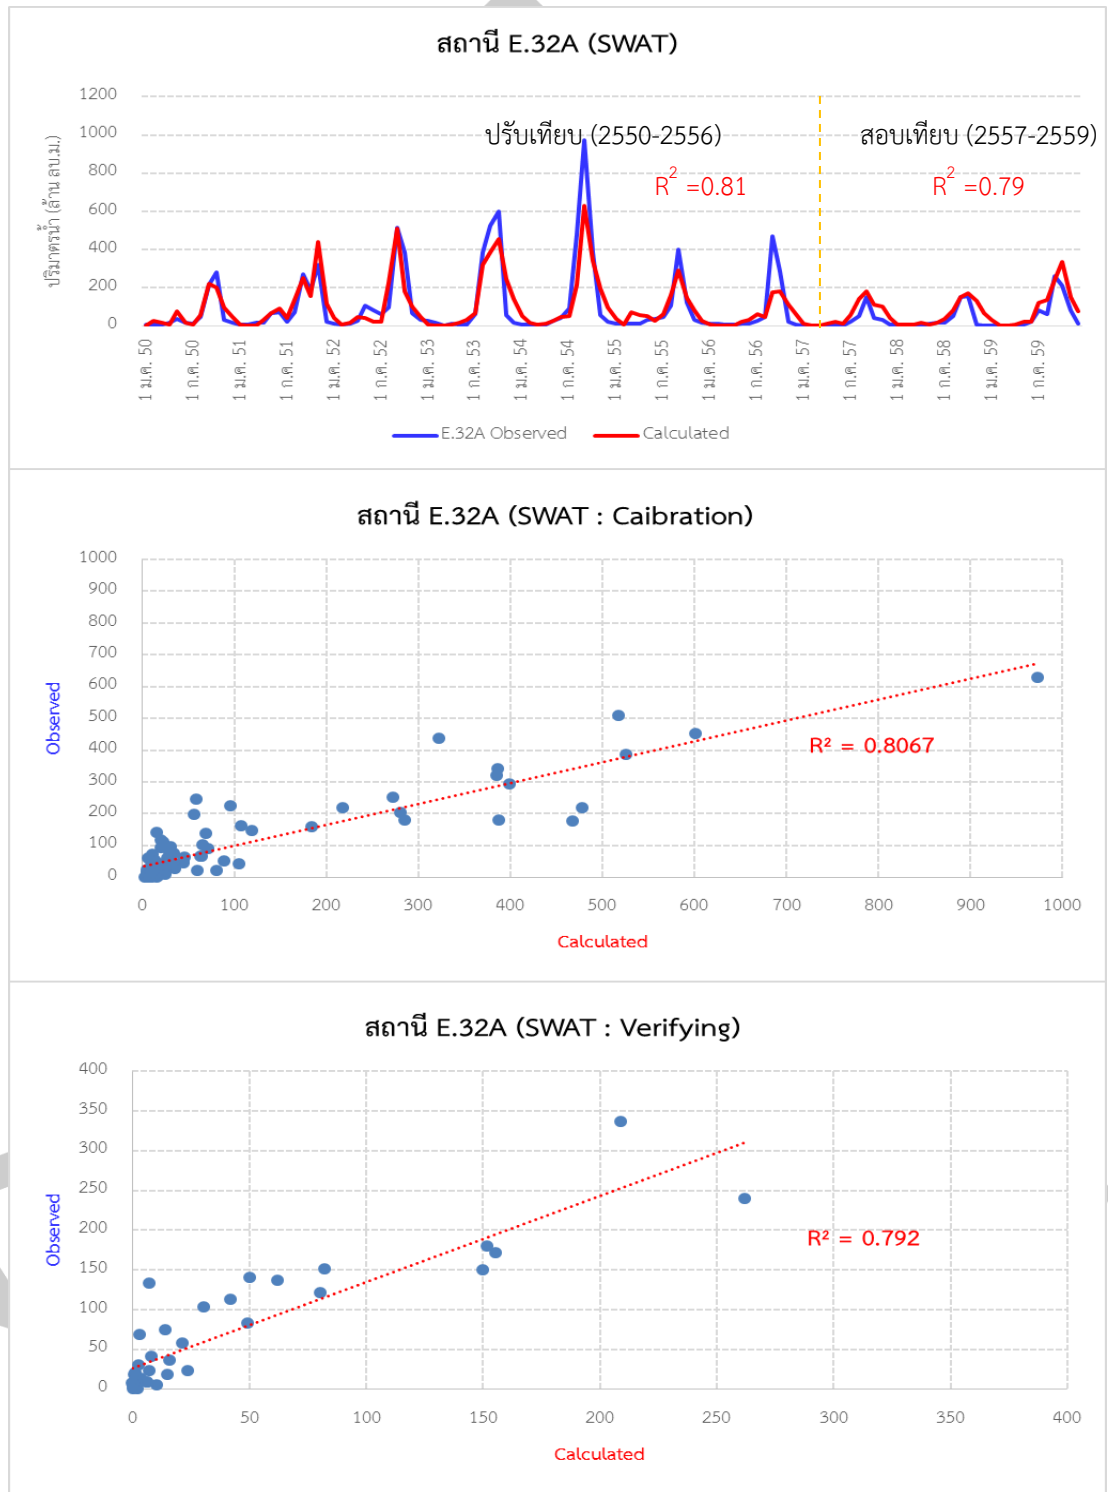 สถานี E.32A (SWAT)
ปริมาตรน้ำ (ล้าน ลบ.ม.)
1200
1000
800
600
400
200
0
ปรับเทียบ (2550-2556)
R² =0.81
สอบเทียบ (2557-2559)
R² =0.79
1 ม.ค. 50
1 ก.ค. 50
1 ม.ค. 51
1 ก.ค. 51
1 ม.ค. 52
1 ก.ค. 52
1 ม.ค. 53
1 ก.ค. 53
1 ม.ค. 54
1 ก.ค. 54
1 ม.ค. 55
1 ก.ค. 55
1 ม.ค. 56
1 ก.ค. 56
1 ม.ค. 57
1 ก.ค. 57
1 ม.ค. 58
1 ก.ค. 58
1 ม.ค. 59
1 ก.ค. 59
E.32A Observed
Calculated
สถานี E.32A (SWAT : Caibration)
Observed
1000
900
800
700
600
500
400
300
200
100
0
R² = 0.8067
0 100 200 300 400 500 600 700 800 900 1000
Calculated
สถานี E.32A (SWAT : Verifying)
Observed
400
350
300
250
200
150
100
50
0
R² = 0.792
0 50 100 150 200 250 300 350 400
Calculated